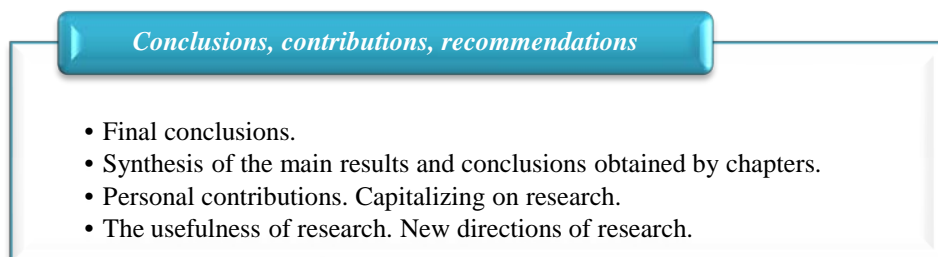 Conclusions, contributions, recommendations
• Final conclusions.
• Synthesis of the main results and conclusions obtained by chapters.
• Personal contributions. Capitalizing on research.
• The usefulness of research. New directions of research.